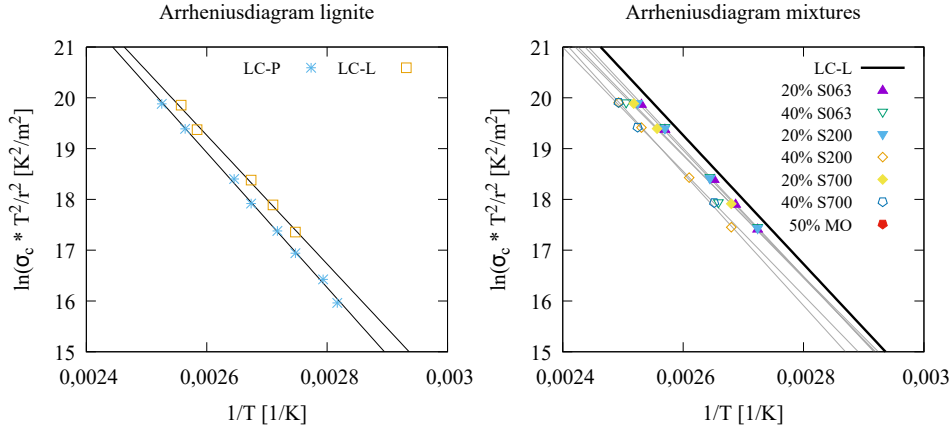 Arrheniusdiagram lignite
ln(σc * T2/r2 [K2/m2]
21
20
19
18
17
16
15
LC-P
LC-L
0,0024
0,0026
0,0028
0,003
1/T [1/K]
Arrheniusdiagram mixtures
ln(σc * T2/r2 [K2/m2]
21
20
19
18
17
16
15
LC-L
20% S063
40% S063
20% S200
40% S200
20% S700
40% S700
50% MO
0,0024
0,0026
0,0028
0,003
1/T [1/K]